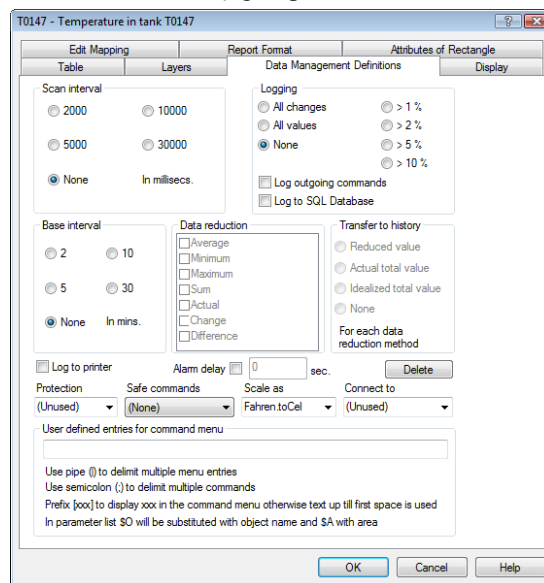 T0147 - Temperature in tank T0147
Edit Mapping Report Format Attributes of Rectangle
Table Layers Data Management Definitions Display
Scan interval Logging
2000 10000 All changes > 1 %
All values > 2 %
5000 30000 None > 5 %
> 10 %
None In millisecs. Log outgoing commands
Log to SQL Database
Base interval Data reduction Transfer to history
2 10 Average Reduced value
Minimum
Maximum Actual total value
5 30 Sum Idealized total value
Actual
None In mins. Change None
Difference For each data
reduction method
Log to printer Alarm delay 0 sec. Delete
Protection Safe commands Scale as Connect to
(Unused) (None) Fahren.toCel (Unused)
User defined entries for command menu
Use pipe (|) to delimit multiple menu entries
Use semicolon (;) to delimit multiple commands
Prefix [xxx] to display xxx in the command menu otherwise text up till first space is used
In parameter list $O will be substituted with object name and $A with area
OK Cancel Help